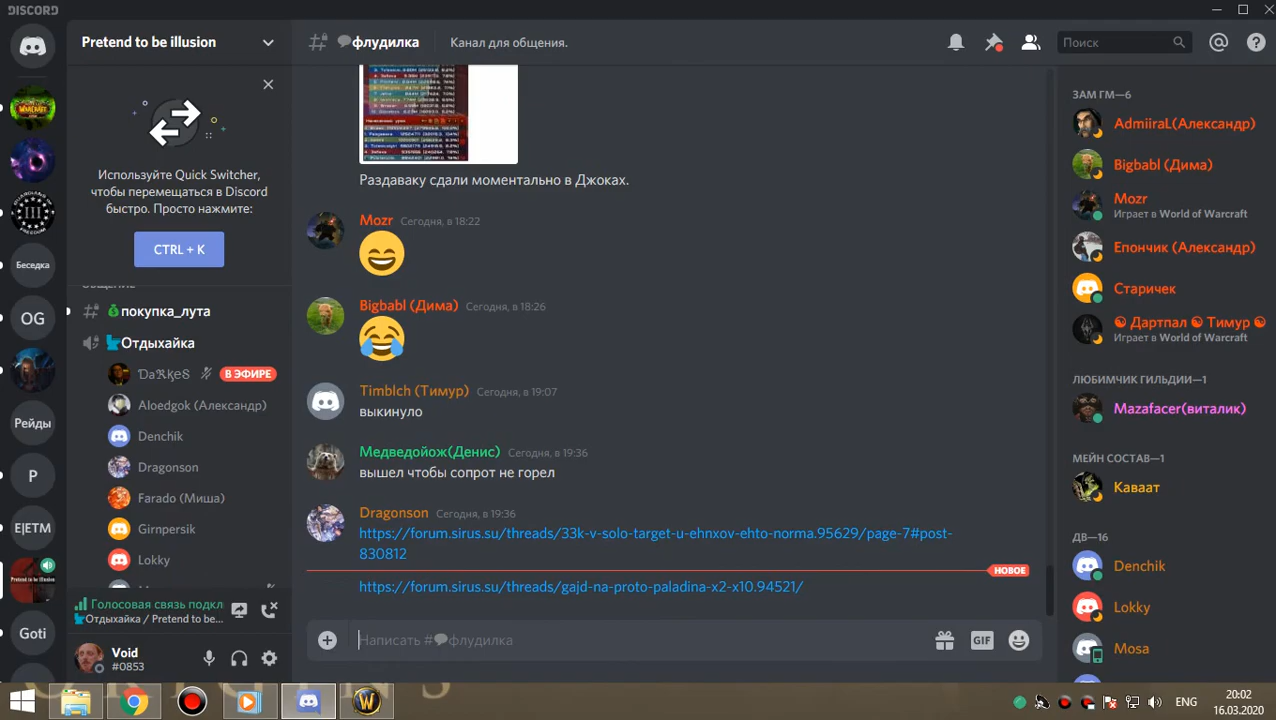 DISCORD
Pretend to be illusion
флудилка
Канал для общения.
Поиск
Используйте Quick Switcher,
чтобы перемещаться в Discord
быстро. Просто нажмите:
CTRL + K
покупка_лута
Отдыхайка
DaRkeS
В ЭФИРЕ
Aloedgok (Александр)
Denchik
Dragonson
Farado (Миша)
Girnpersik
Lokky
Беседка
OG
Рейды
P
E|ETM
Pretend to be illusion
Goti
Голосовая связь подкл
Отдыхайка / Pretend to be...
Void
#0853
Раздаваку сдали моментально в Джоках.
Mozr Сегодня, в 18:22
Bigbabl (Дима) Сегодня, в 18:26
Timblch (Тимур) Сегодня, в 19:07
выкинуло
Медведойож(Денис) Сегодня, в 19:36
вышел чтобы сопрот не горел
Dragonson Сегодня, в 19:36
https://forum.sirus.su/threads/33k-v-solo-target-u-ehnxov-ehto-norma.95629/page-7#post-
830812
НОВОЕ
https://forum.sirus.su/threads/gajd-na-proto-paladina-x2-x10.94521/
Написать #флудилка
GIF
ЗАМ ГМ—6
Admiiral.(Александр)
Bigbabl (Дима)
Mozr
Играет в World of Warcraft
Епончик (Александр)
Старичек
☯ Дартпал ☯ Тимур ☯
Играет в World of Warcraft
ЛЮБИМЧИК ГИЛЬДИИ—1
Mazafacer(виталик)
МЕЙН СОСТАВ—1
Каваат
ДВ—16
Denchik
Lokky
Mosa
ENG
20:02
16.03.2020